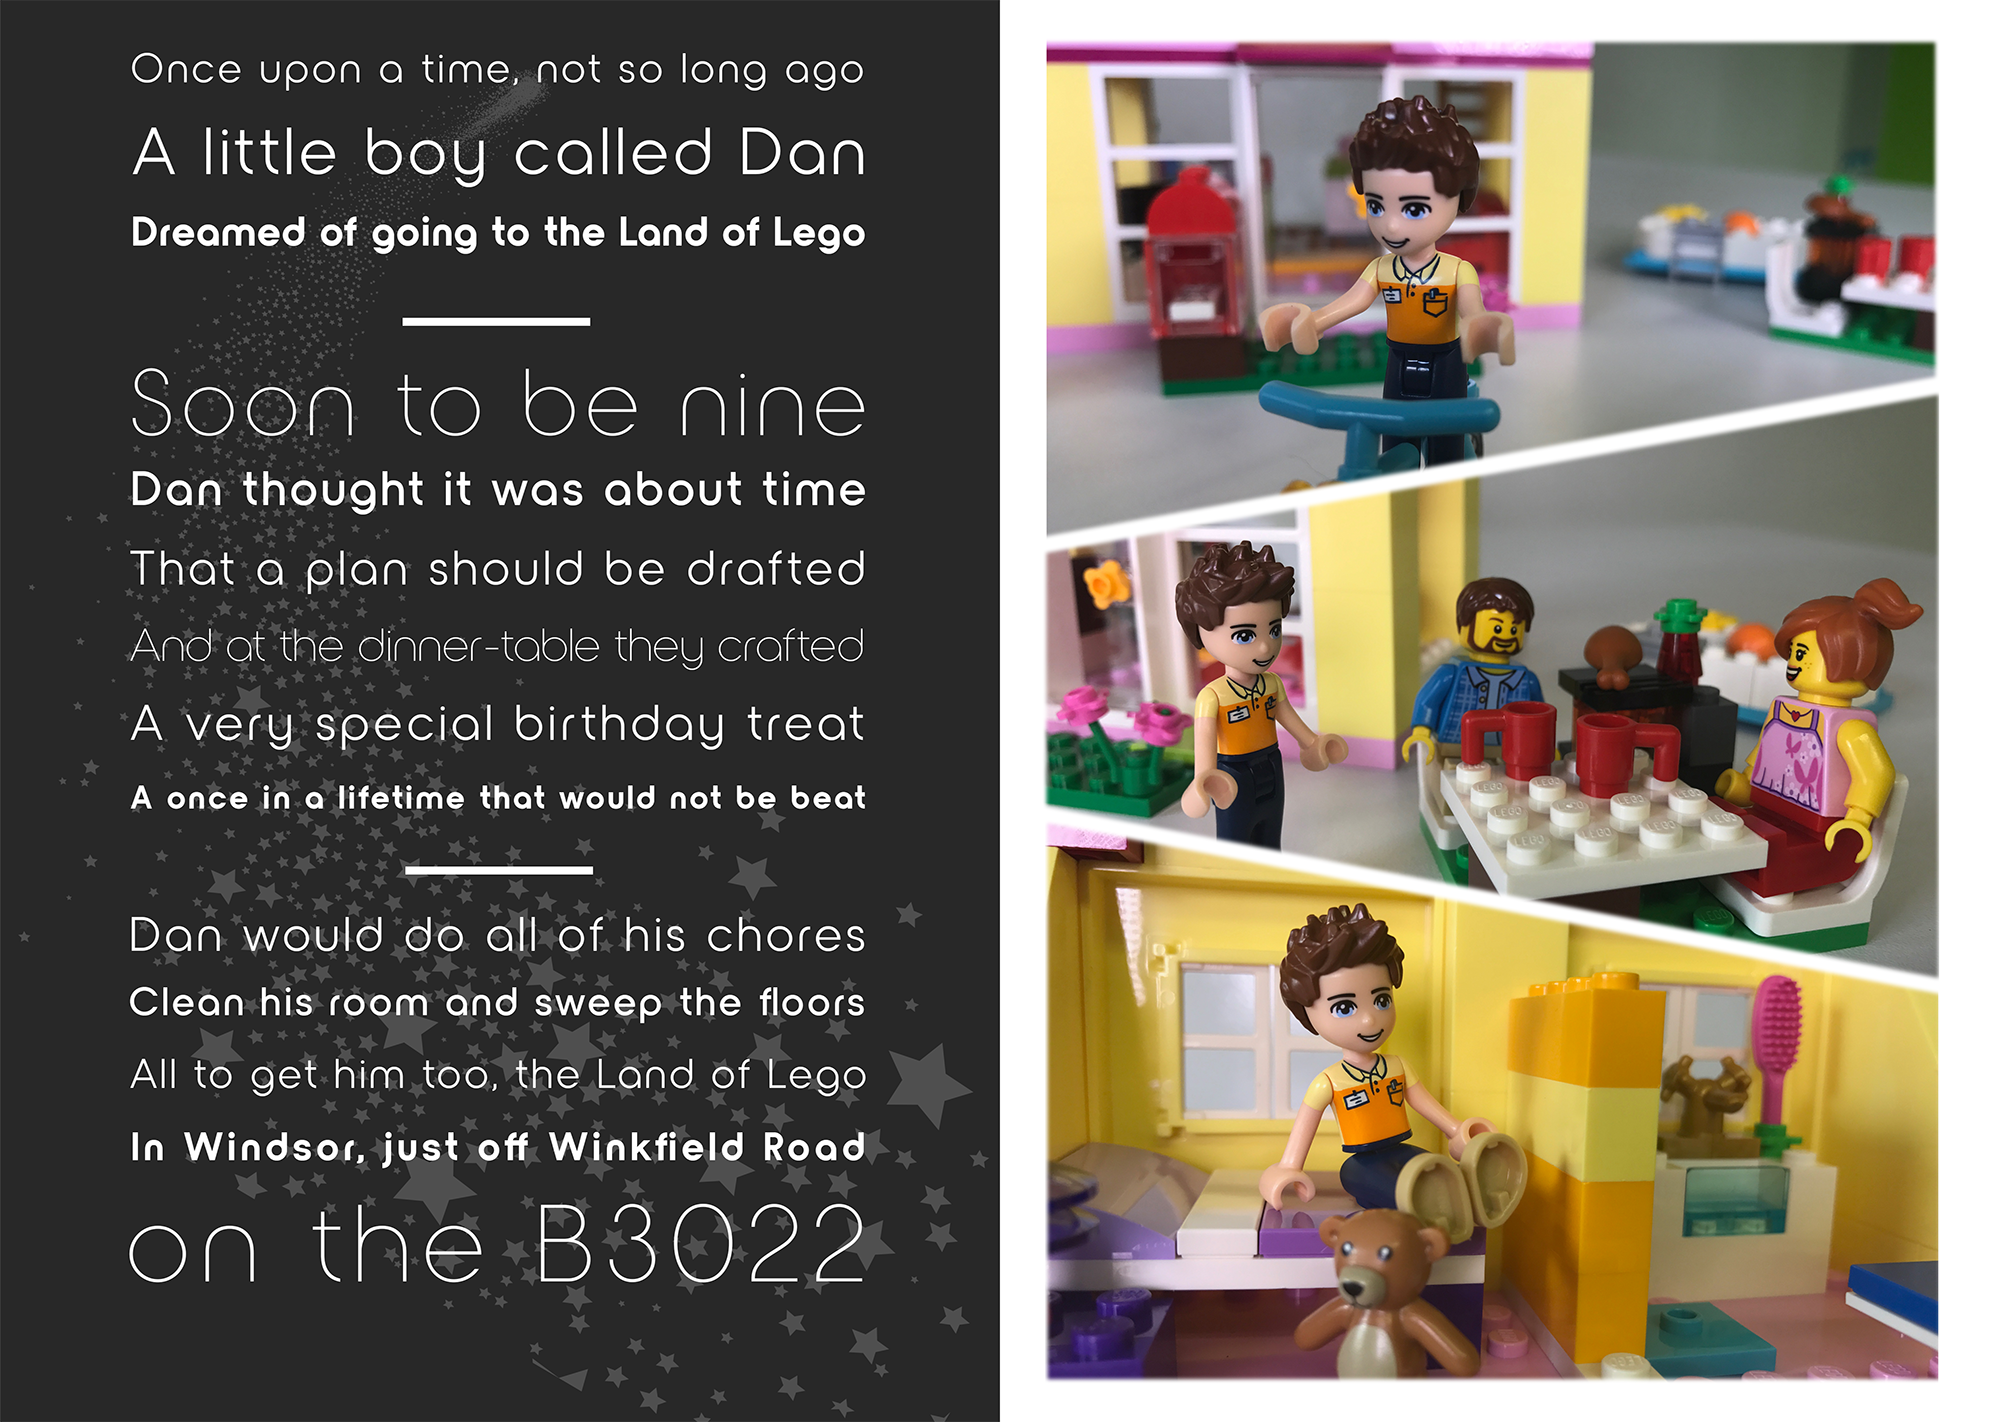 Once upon a time, not so long ago
A little boy called Dan
Dreamed of going to the Land of Lego
Soon to be nine
Dan thought it was about time
That a plan should be drafted
And at the dinner-table they crafted
A very special birthday treat
A once in a lifetime that would not be beat
Dan would do all of his chores
Clean his room and sweep the floors
All to get him too, the Land of Lego
In Windsor, just off Winkfield Road
on the B3022